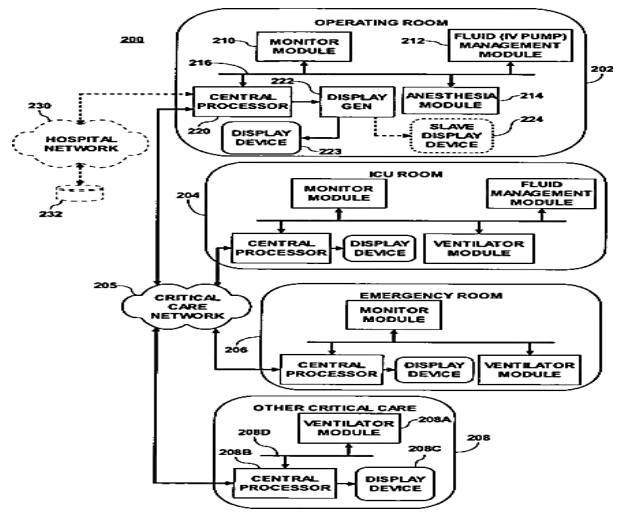 OPERATING ROOM
200
210
MONITOR
MODULE
212
FLUID (IV PUMP)
MANAGEMENT
MODULE
216
222
202
230
CENTRAL
PROCESSOR
DISPLAY
GEN
ANESTHESIA
MODULE
214
220
HOSPITAL
NETWORK
DISPLAY
DEVICE
223
SLAVE
DISPLAY
DEVICE
224
232
ICU ROOM
204
MONITOR
MODULE
FLUID
MANAGEMENT
MODULE
CENTRAL
PROCESSOR
DISPLAY
DEVICE
VENTILATOR
MODULE
205
CRITICAL
CARE
NETWORK
EMERGENCY ROOM
MONITOR
MODULE
206
CENTRAL
PROCESSOR
DISPLAY
DEVICE
VENTILATOR
MODULE
OTHER CRITICAL CARE
208A
VENTILATOR
MODULE
208D
208
208B
208C
CENTRAL
PROCESSOR
DISPLAY
DEVICE